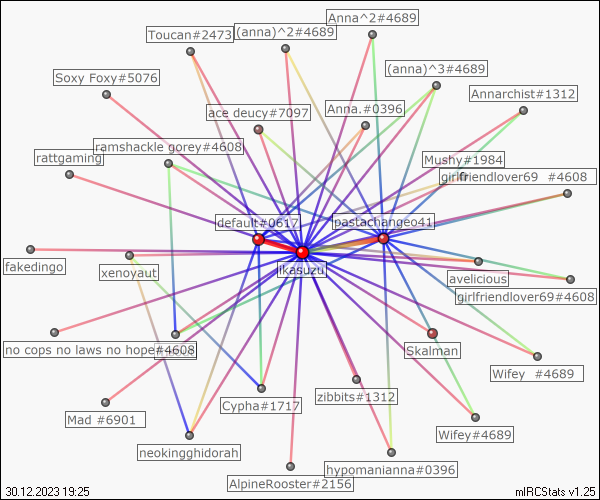 Anna^2#4689
Toucan#2473
(anna)^2#4689
(anna)^3#4689
Soxy Foxy#5076
Annarchist#1312
ace deucy#7097
Anna.#0396
ramshackle gorey#4608
rattgaming
Mushy#1984
girlfriendlover69 #4608
default#0617
pastachangeo41
fakedingo
xenoyaut
ikasuzu
avelicious
girlfriendlover69#4608
no cops no laws no hope#4608
Skalman
Wifey #4689
Mad #6901
Cypha#1717
zibbits#1312
Wifey#4689
neokingghidorah
hypomanianna#0396
AlpineRooster#2156
30.12.2023 19:25
mIRCStats v1.25